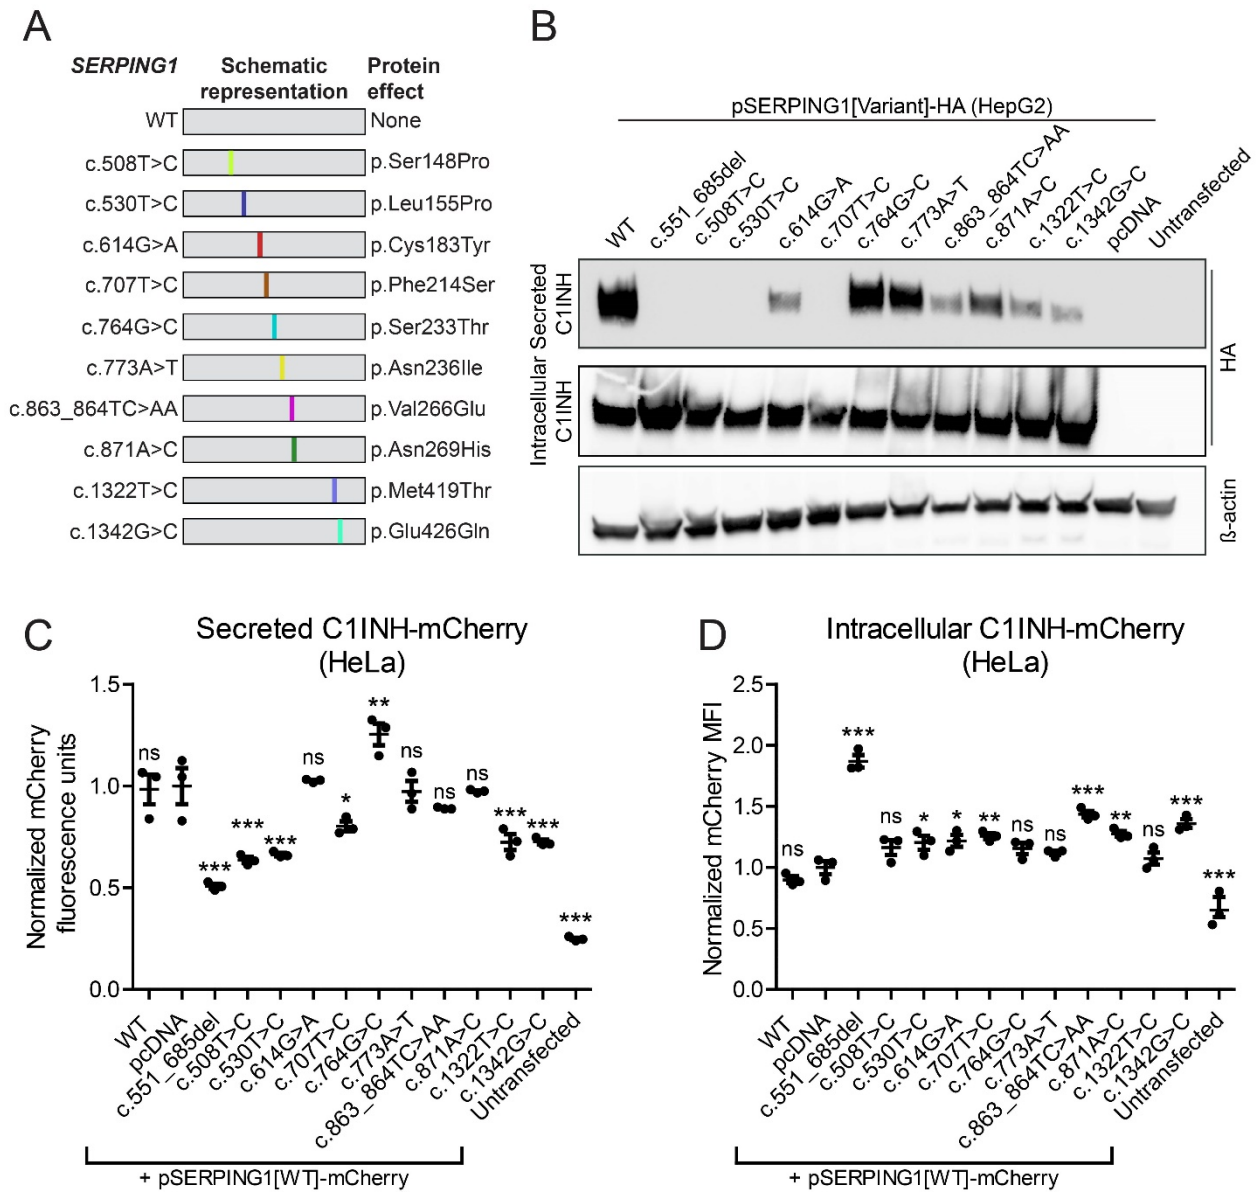 A
SERPING1 Schematic representation Protein effect
WT None
c.508T>C p.Ser148Pro
c.530T>C p.Leu155Pro
c.614G>A p.Cys183Tyr
c.707T>C p.Phe214Ser
c.764G>C p.Ser233Thr
c.773A>T p.Asn236Ile
c.863_864TC>AA p.Val266Glu
c.871A>C p.Asn269His
c.1322T>C p.Met419Thr
c.1342G>C p.Glu426Gln
B
pSERPING1[Variant]-HA (HepG2)
WT
c.551_685del
c.508T>C
c.530T>C
c.614G>A
c.707T>C
c.764G>C
c.773A>T
c.863_864TC>AA
c.871A>C
c.1322T>C
c.1342G>C
pcDNA
Untransfected
Secreted
C1INH
Intracellular
C1INH
HA
ß-actin
C
Secreted C1INH-mCherry
(HeLa)
Normalized mCherry
fluorescence units
1.5
1.0
0.5
0.0
ns
***
***
***
ns
*
**
ns
ns
ns
***
***
***
WT
pcDNA
c.551_685del
c.508T>C
c.530T>C
c.614G>A
c.707T>C
c.764G>C
c.773A>T
c.863_864TC>AA
c.871A>C
c.1322T>C
c.1342G>C
Untransfected
+ pSERPING1[WT]-mCherry
D
Intracellular C1INH-mCherry
(HeLa)
Normalized mCherry MFI
2.5
2.0
1.5
1.0
0.5
0.0
ns
***
ns
*
*
**
ns
ns
***
**
ns
***
***
WT
pcDNA
c.551_685del
c.508T>C
c.530T>C
c.614G>A
c.707T>C
c.764G>C
c.773A>T
c.863_864TC>AA
c.871A>C
c.1322T>C
c.1342G>C
Untransfected
+ pSERPING1[WT]-mCherry